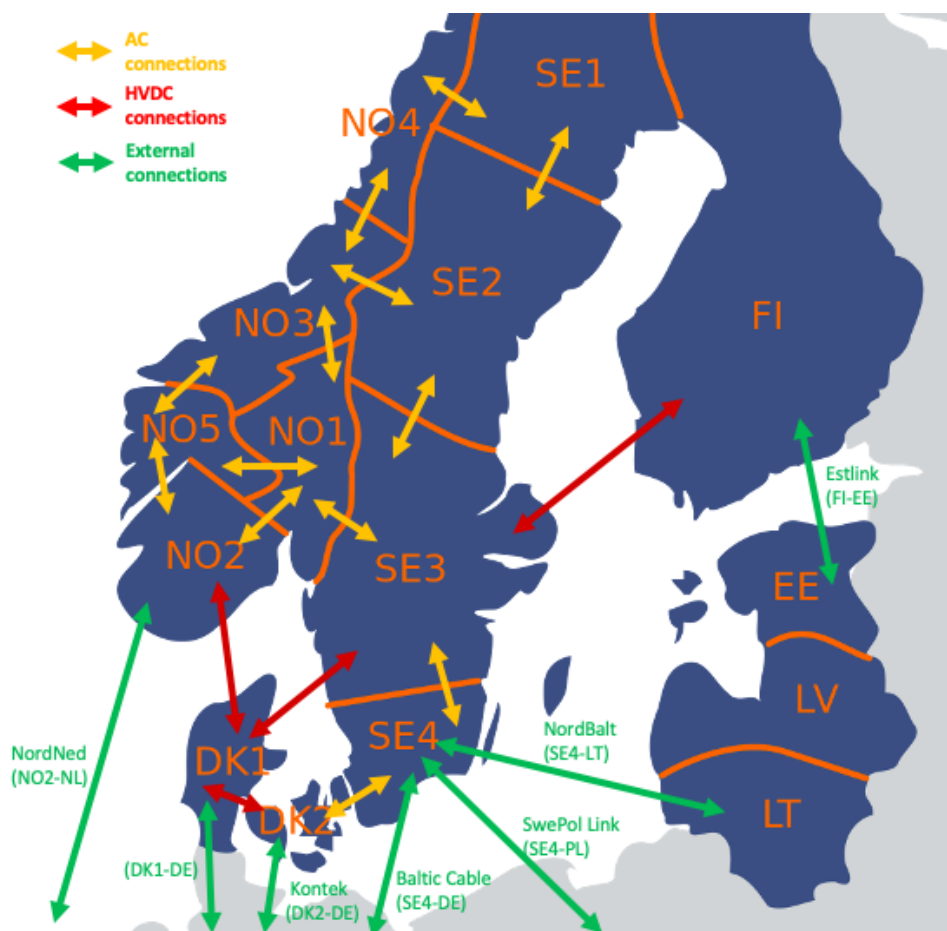 AC
connections
HVDC
connections
External
connections
SE1
NO4
SE2
NO3
FI
NO5
NO1
Estlink
(FI-EE)
NO2
SE3
EE
LV
NordBalt
(SE4-LT)
SE4
NordNed
(NO2-NL)
DK1
DK2
LT
SwePol Link
(SE4-PL)
(DK1-DE)
Kontek
(DK2-DE)
Baltic Cable
(SE4-DE)